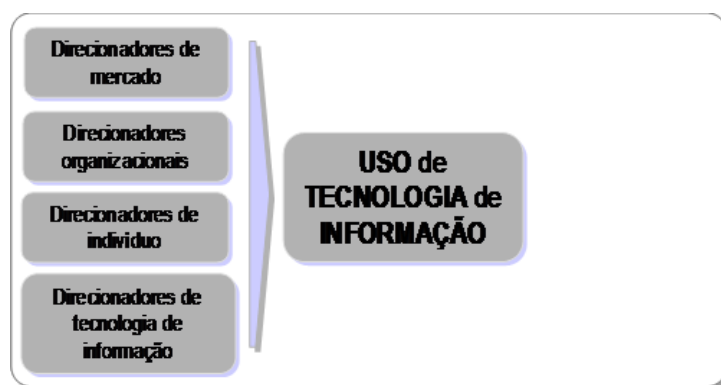 Direcionadores de
mercado
Direcionadores
organizacionais
Direcionadores de
indivíduo
Direcionadores de
tecnologia de
informação
USO de
TECNOLOGIA de
INFORMAÇÃO